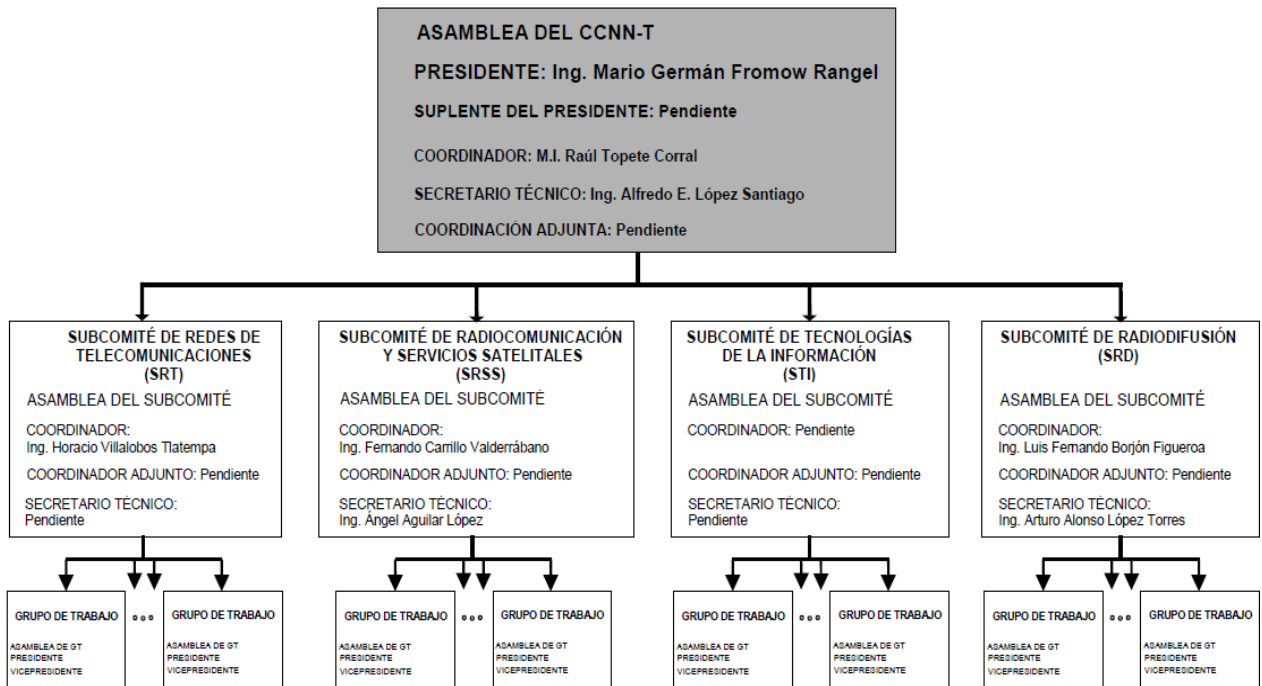 ASAMBLEA DEL CCNN-T
PRESIDENTE: Ing. Mario Germán Fromow Rangel
SUPLENTE DEL PRESIDENTE: Pendiente
COORDINADOR: M.I. Raúl Topete Corral
SECRETARIO TÉCNICO: Ing. Alfredo E. López Santiago
COORDINACIÓN ADJUNTA: Pendiente
SUBCOMITÉ DE REDES DE
TELECOMUNICACIONES
(SRT)
ASAMBLEA DEL SUBCOMITÉ
COORDINADOR:
Ing. Horacio Villalobos Tlatempa
COORDINADOR ADJUNTO: Pendiente
SECRETARIO TÉCNICO:
Pendiente
SUBCOMITÉ DE RADIOCOMUNICACIÓN
Y SERVICIOS SATELITALES
(SRSS)
ASAMBLEA DEL SUBCOMITÉ
COORDINADOR:
Ing. Fernando Carrillo Valderrábano
COORDINADOR ADJUNTO: Pendiente
SECRETARIO TÉCNICO:
Ing. Ángel Aguilar López
SUBCOMITÉ DE TECNOLOGÍAS
DE LA INFORMACIÓN
(STI)
ASAMBLEA DEL SUBCOMITÉ
COORDINADOR: Pendiente
COORDINADOR ADJUNTO: Pendiente
SECRETARIO TÉCNICO:
Pendiente
SUBCOMITÉ DE RADIODIFUSIÓN
(SRD)
ASAMBLEA DEL SUBCOMITÉ
COORDINADOR:
Ing. Luis Fernando Borjón Figueroa
COORDINADOR ADJUNTO: Pendiente
SECRETARIO TÉCNICO:
Ing. Arturo Alonso López Torres
GRUPO DE TRABAJO
ASAMBLEA DE GT
PRESIDENTE
VICEPRESIDENTE
GRUPO DE TRABAJO
ASAMBLEA DE GT
PRESIDENTE
VICEPRESIDENTE
GRUPO DE TRABAJO
ASAMBLEA DE GT
PRESIDENTE
VICEPRESIDENTE
GRUPO DE TRABAJO
ASAMBLEA DE GT
PRESIDENTE
VICEPRESIDENTE
GRUPO DE TRABAJO
ASAMBLEA DE GT
PRESIDENTE
VICEPRESIDENTE
GRUPO DE TRABAJO
ASAMBLEA DE GT
PRESIDENTE
VICEPRESIDENTE
GRUPO DE TRABAJO
ASAMBLEA DE GT
PRESIDENTE
VICEPRESIDENTE
GRUPO DE TRABAJO
ASAMBLEA DE GT
PRESIDENTE
VICEPRESIDENTE